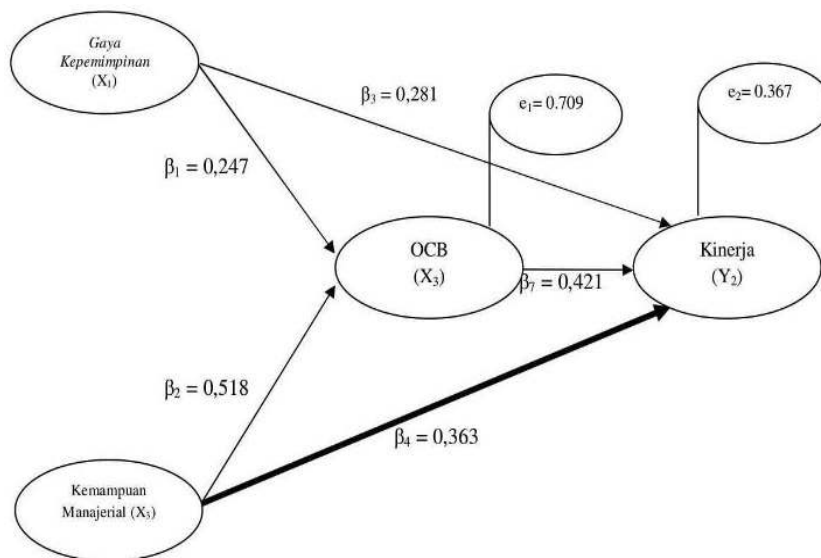 Gaya
Kepemimpinan
(X₁)
β₃ = 0,281
e₁= 0.709
e₂= 0.367
β₁ = 0,247
OCB
(X₃)
Kinerja
(Y₂)
β₇ = 0,421
β₂ = 0,518
β₄ = 0,363
Kemampuan
Manajerial (X₅)